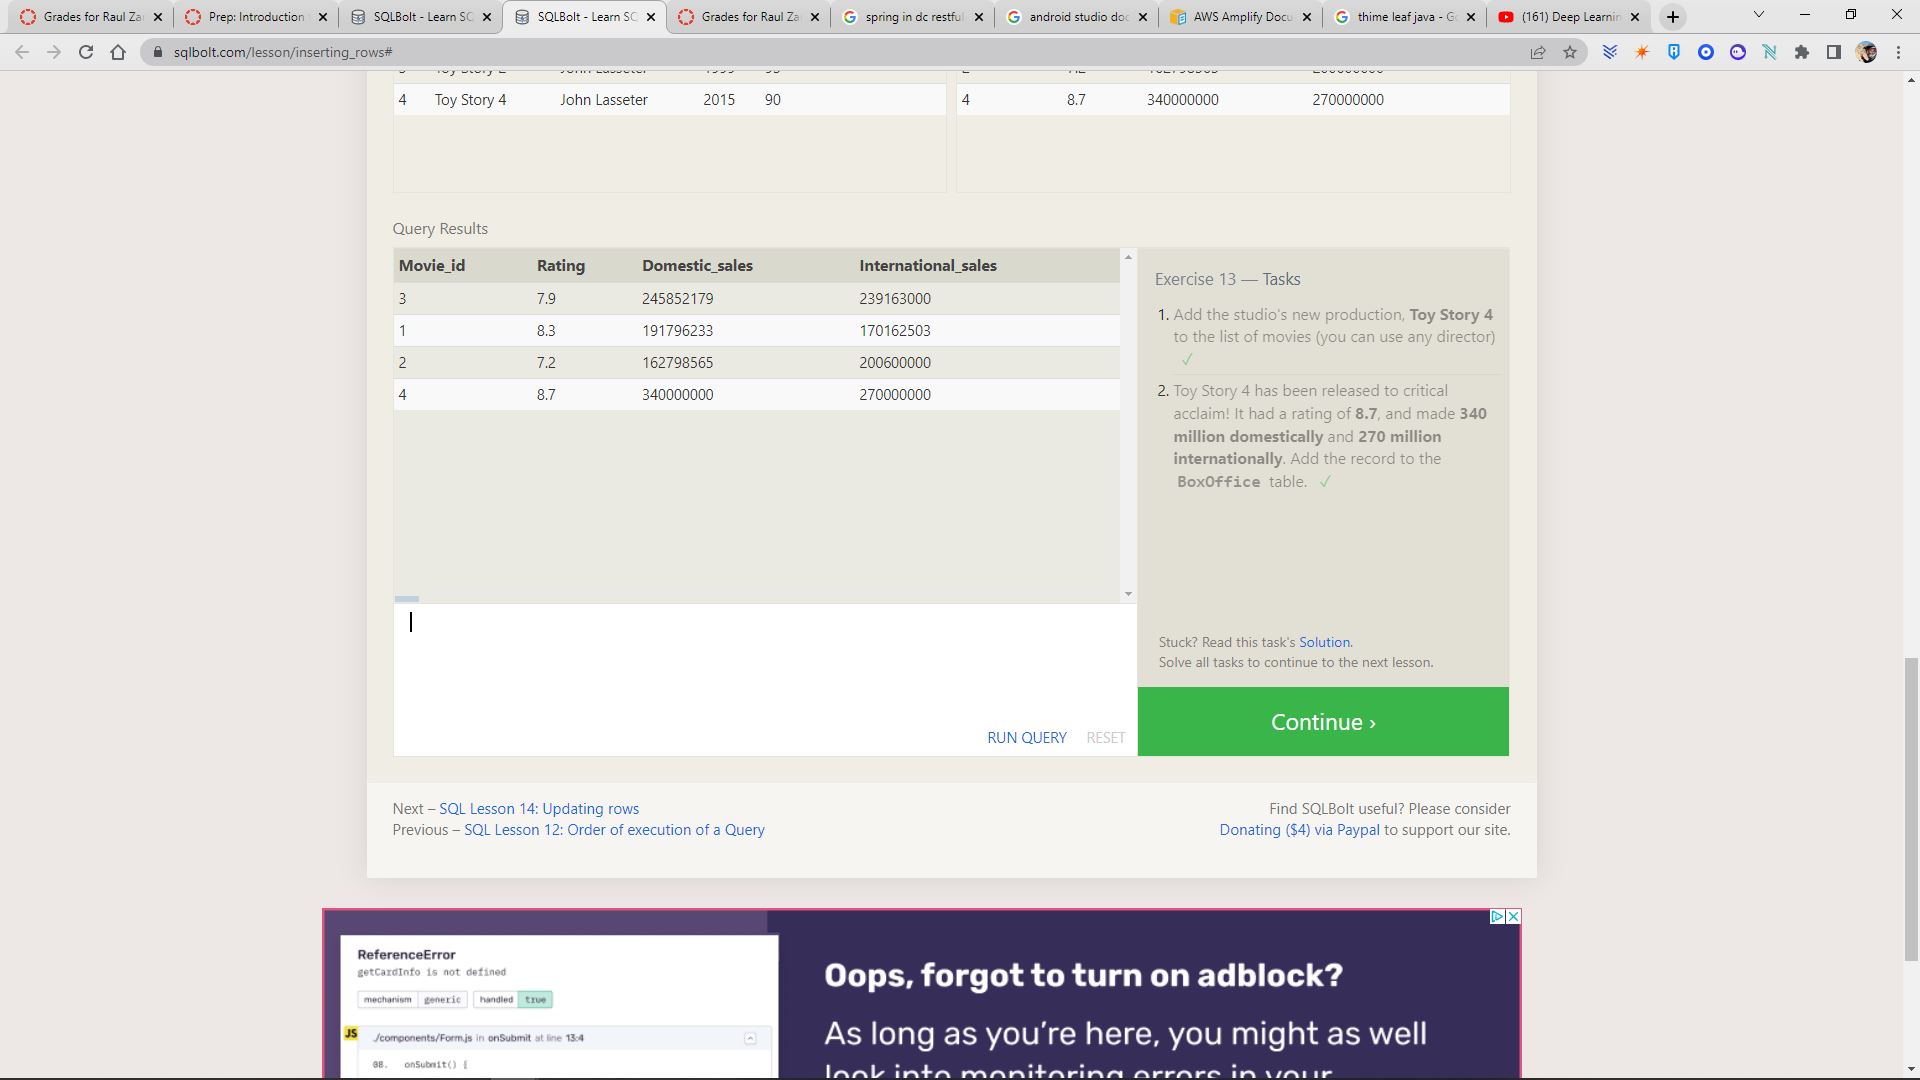 Grades for Raul Za
Prep: Introduction
SQLBolt - Learn SC
SQLBolt - Learn SC
Grades for Raul Za
spring in dc restful
android studio doc
AWS Amplify Docu
thime leaf java - Go
(161) Deep Learnin
sqlbolt.com/lesson/inserting_rows#
4 Toy Story 4 John Lasseter 2015 90
4 8.7 340000000 270000000
Query Results
Movie_id Rating Domestic_sales International_sales
3 7.9 245852179 239163000
1 8.3 191796233 170162503
2 7.2 162798565 200600000
4 8.7 340000000 270000000
Exercise 13 — Tasks
1. Add the studio's new production, Toy Story 4
to the list of movies (you can use any director)
✓
2. Toy Story 4 has been released to critical
acclaim! It had a rating of 8.7, and made 340
million domestically and 270 million
internationally. Add the record to the
BoxOffice table. ✓
Stuck? Read this task's Solution.
Solve all tasks to continue to the next lesson.
RUN QUERY RESET
Continue ›
Next – SQL Lesson 14: Updating rows
Previous – SQL Lesson 12: Order of execution of a Query
Find SQLBolt useful? Please consider
Donating ($4) via Paypal to support our site.
ReferenceError
getCardInfo is not defined
mechanism generic handled true
JS
./components/Form.js in onSubmit at line 13:4
08. onSubmit() {
Oops, forgot to turn on adblock?
As long as you're here, you might as well
look into monitoring errors in your